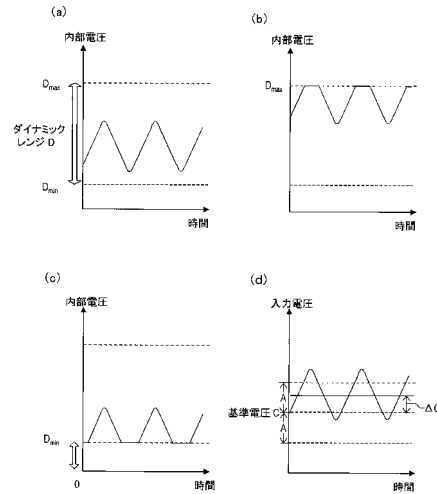 (a)
内部電圧
Dmax
ダイナミック
レンジ D
Dmin
時間
(b)
内部電圧
Dmax
時間
(c)
内部電圧
Dmin
0
時間
(d)
入力電圧
A
基準電圧 C
A
時間